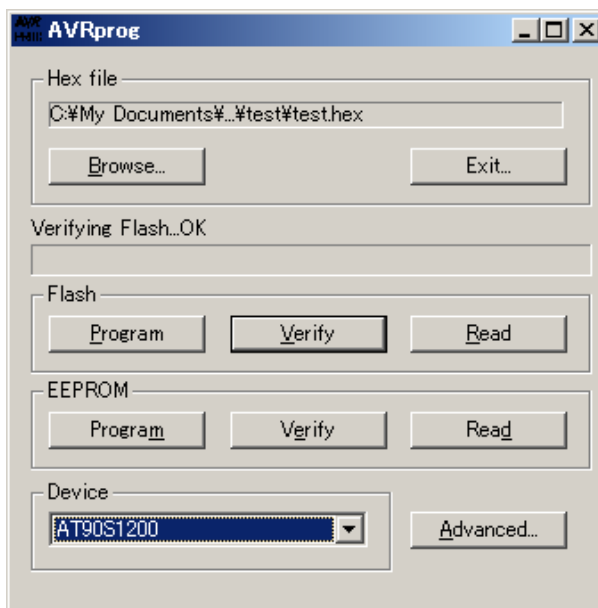 AVRprog
Hex file
C:¥My Documents¥...¥test¥test.hex
Browse... Exit...
Verifying Flash...OK
Flash
Program Verify Read
EEPROM
Program Verify Read
Device
AT90S1200 Advanced...